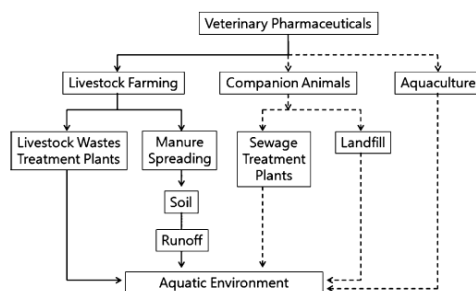 Veterinary Pharmaceuticals
Livestock Farming
Companion Animals
Aquaculture
Livestock Wastes
Treatment Plants
Manure
Spreading
Sewage
Treatment
Plants
Landfill
Soil
Runoff
Aquatic Environment